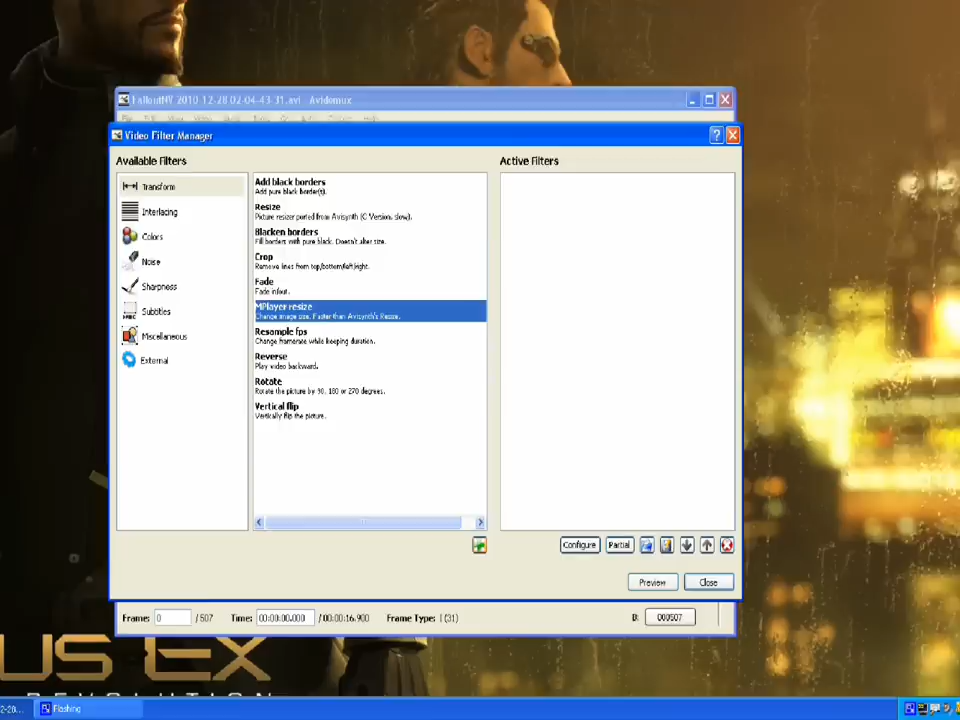 FalloutNV 2010-12-28 02-04-43-31.avi - Avidemux
Video Filter Manager
Available Filters
Active Filters
Transform
Interlacing
Colors
Noise
Sharpness
Subtitles
Miscellaneous
External
Add black borders
Add pure black border(s).
Resize
Picture resizer ported from Avisynth (C Version, slow).
Blacken borders
Fill borders with pure black. Doesn't alter size.
Crop
Remove lines from top/bottom/left/right.
Fade
Fade in/out.
MPlayer resize
Change image size. Faster than Avisynth's Resize.
Resample fps
Change framerate while keeping duration.
Reverse
Play video backward.
Rotate
Rotate the picture by 90, 180 or 270 degrees.
Vertical flip
Vertically flip the picture.
Configure
Partial
Preview
Close
Frame: 0 / 507
Time: 00:00:00.000 / 00:00:16.900
Frame Type: I (31)
B: 000507
US EX
REVOLUTION
2-28...
Flashing